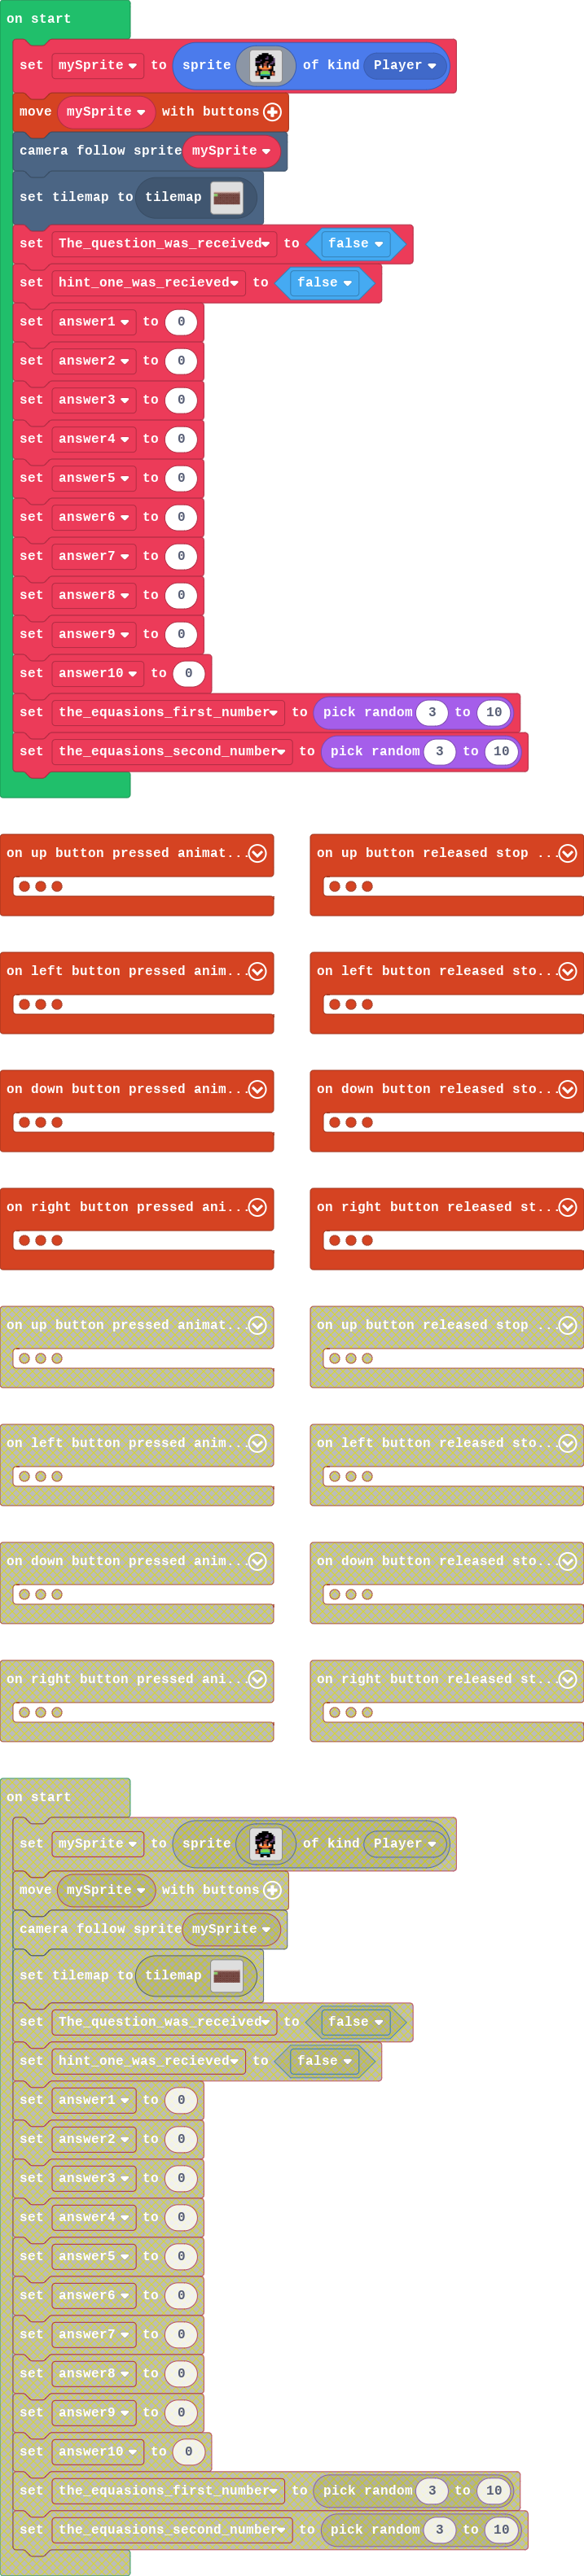 on start
set mySprite to sprite of kind Player
move mySprite with buttons
camera follow sprite mySprite
set tilemap to tilemap
set The_question_was_received to false
set hint_one_was_recieved to false
set answer1 to 0
set answer2 to 0
set answer3 to 0
set answer4 to 0
set answer5 to 0
set answer6 to 0
set answer7 to 0
set answer8 to 0
set answer9 to 0
set answer10 to 0
set the_equasions_first_number to pick random 3 to 10
set the_equasions_second_number to pick random 3 to 10
on up button pressed animat... on up button released stop ...
on left button pressed anim... on left button released sto...
on down button pressed anim... on down button released sto...
on right button pressed ani... on right button released st...
on up button pressed animat... on up button released stop ...
on left button pressed anim... on left button released sto...
on down button pressed anim... on down button released sto...
on right button pressed ani... on right button released st...
on start
set mySprite to sprite of kind Player
move mySprite with buttons
camera follow sprite mySprite
set tilemap to tilemap
set The_question_was_received to false
set hint_one_was_recieved to false
set answer1 to 0
set answer2 to 0
set answer3 to 0
set answer4 to 0
set answer5 to 0
set answer6 to 0
set answer7 to 0
set answer8 to 0
set answer9 to 0
set answer10 to 0
set the_equasions_first_number to pick random 3 to 10
set the_equasions_second_number to pick random 3 to 10